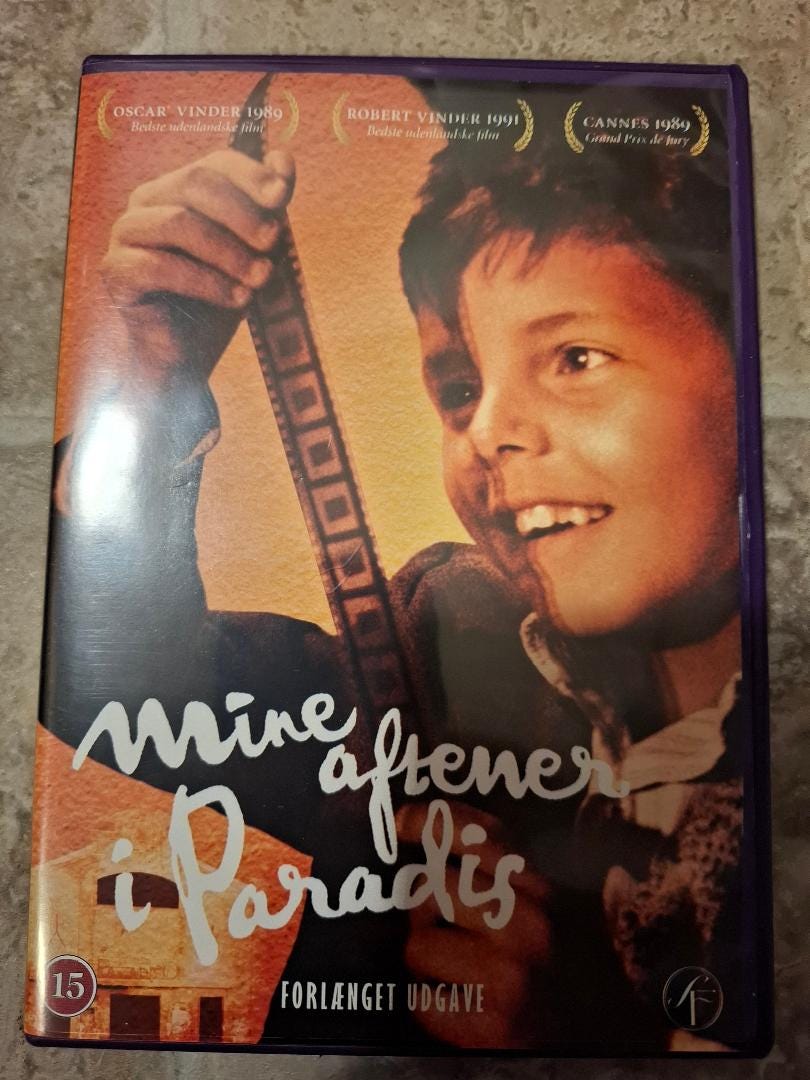 OSCAR® VINDER 1989
Bedste udenlandske film
ROBERT VINDER 1991
Bedste udenlandske film
CANNES 1989
Grand Prix de Jury
mine
aftener
i Paradis
15
FORLÆNGET UDGAVE
SF